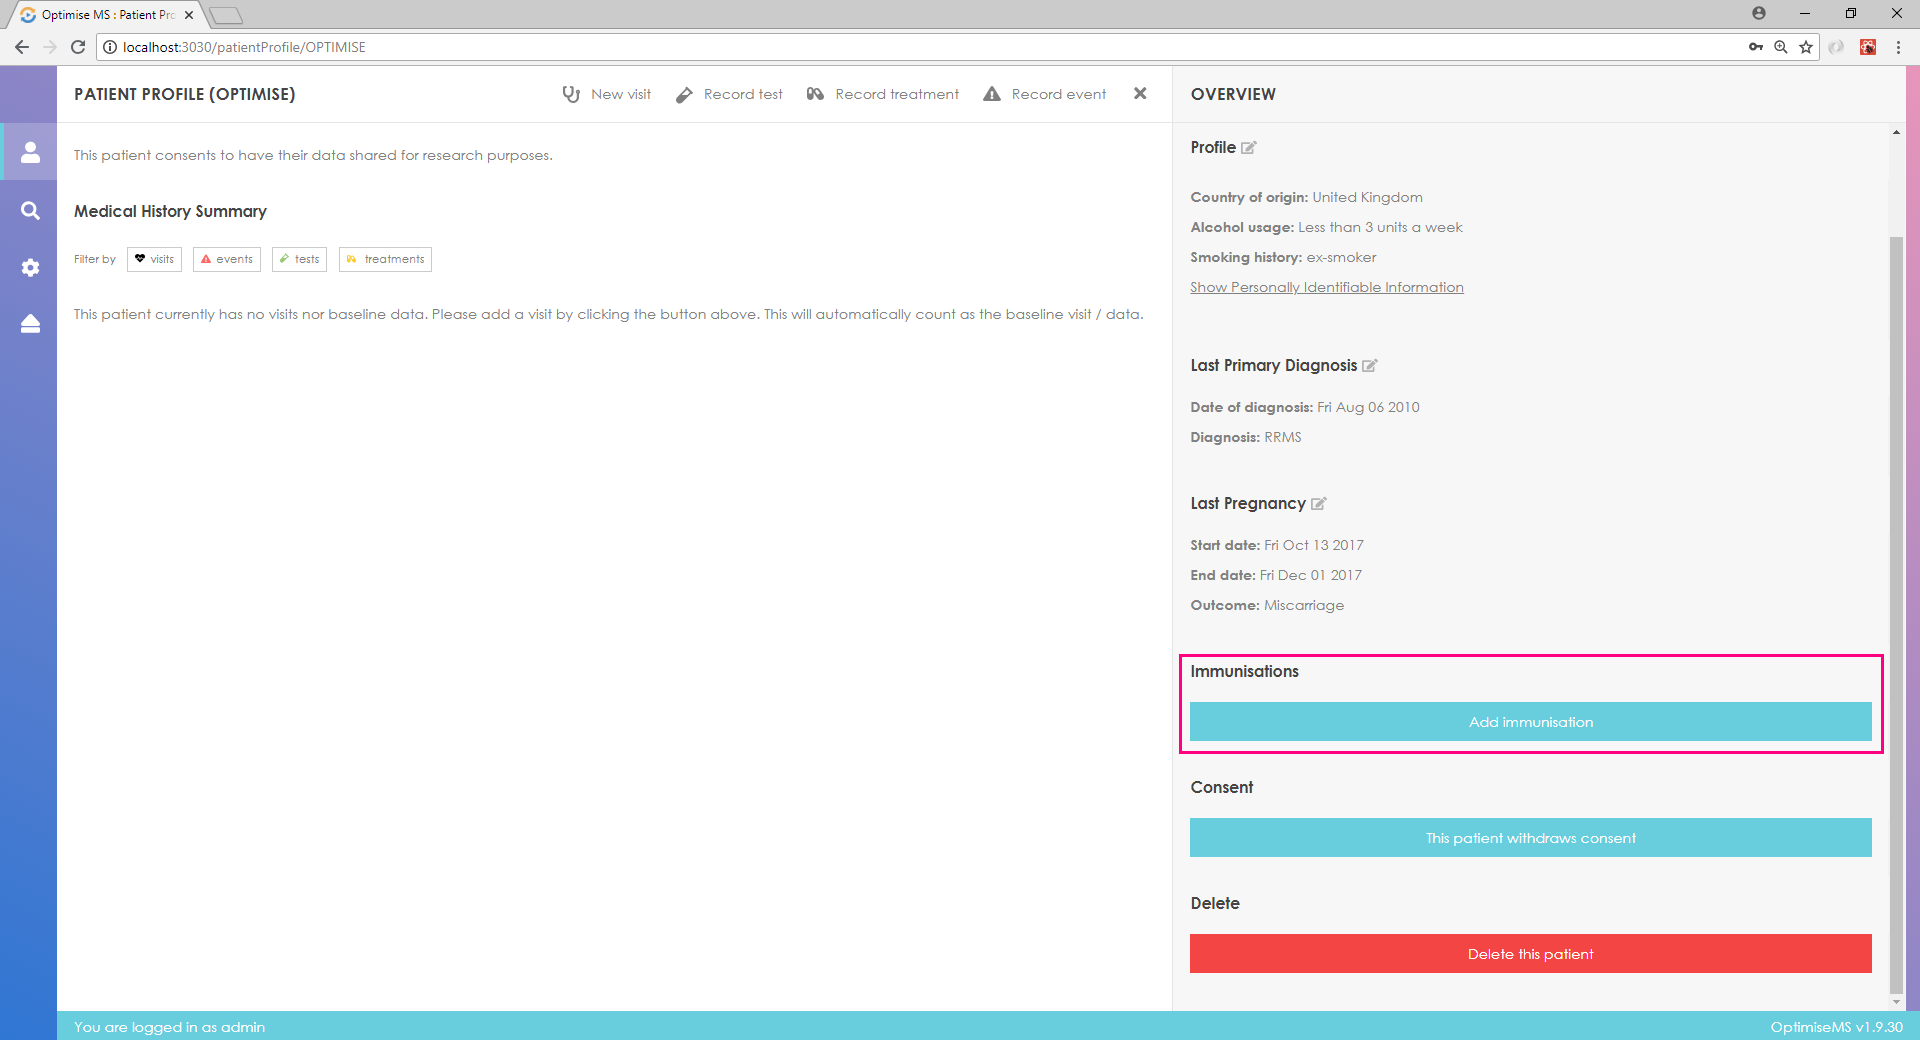 Optimise MS : Patient Pro
localhost:3030/patientProfile/OPTIMISE
PATIENT PROFILE (OPTIMISE)
New visit
Record test
Record treatment
Record event
OVERVIEW
This patient consents to have their data shared for research purposes.
Medical History Summary
Filter by
visits
events
tests
treatments
This patient currently has no visits nor baseline data. Please add a visit by clicking the button above. This will automatically count as the baseline visit / data.
Profile
Country of origin: United Kingdom
Alcohol usage: Less than 3 units a week
Smoking history: ex-smoker
Show Personally Identifiable Information
Last Primary Diagnosis
Date of diagnosis: Fri Aug 06 2010
Diagnosis: RRMS
Last Pregnancy
Start date: Fri Oct 13 2017
End date: Fri Dec 01 2017
Outcome: Miscarriage
Immunisations
Add immunisation
Consent
This patient withdraws consent
Delete
Delete this patient
You are logged in as admin
OptimiseMS v1.9.30